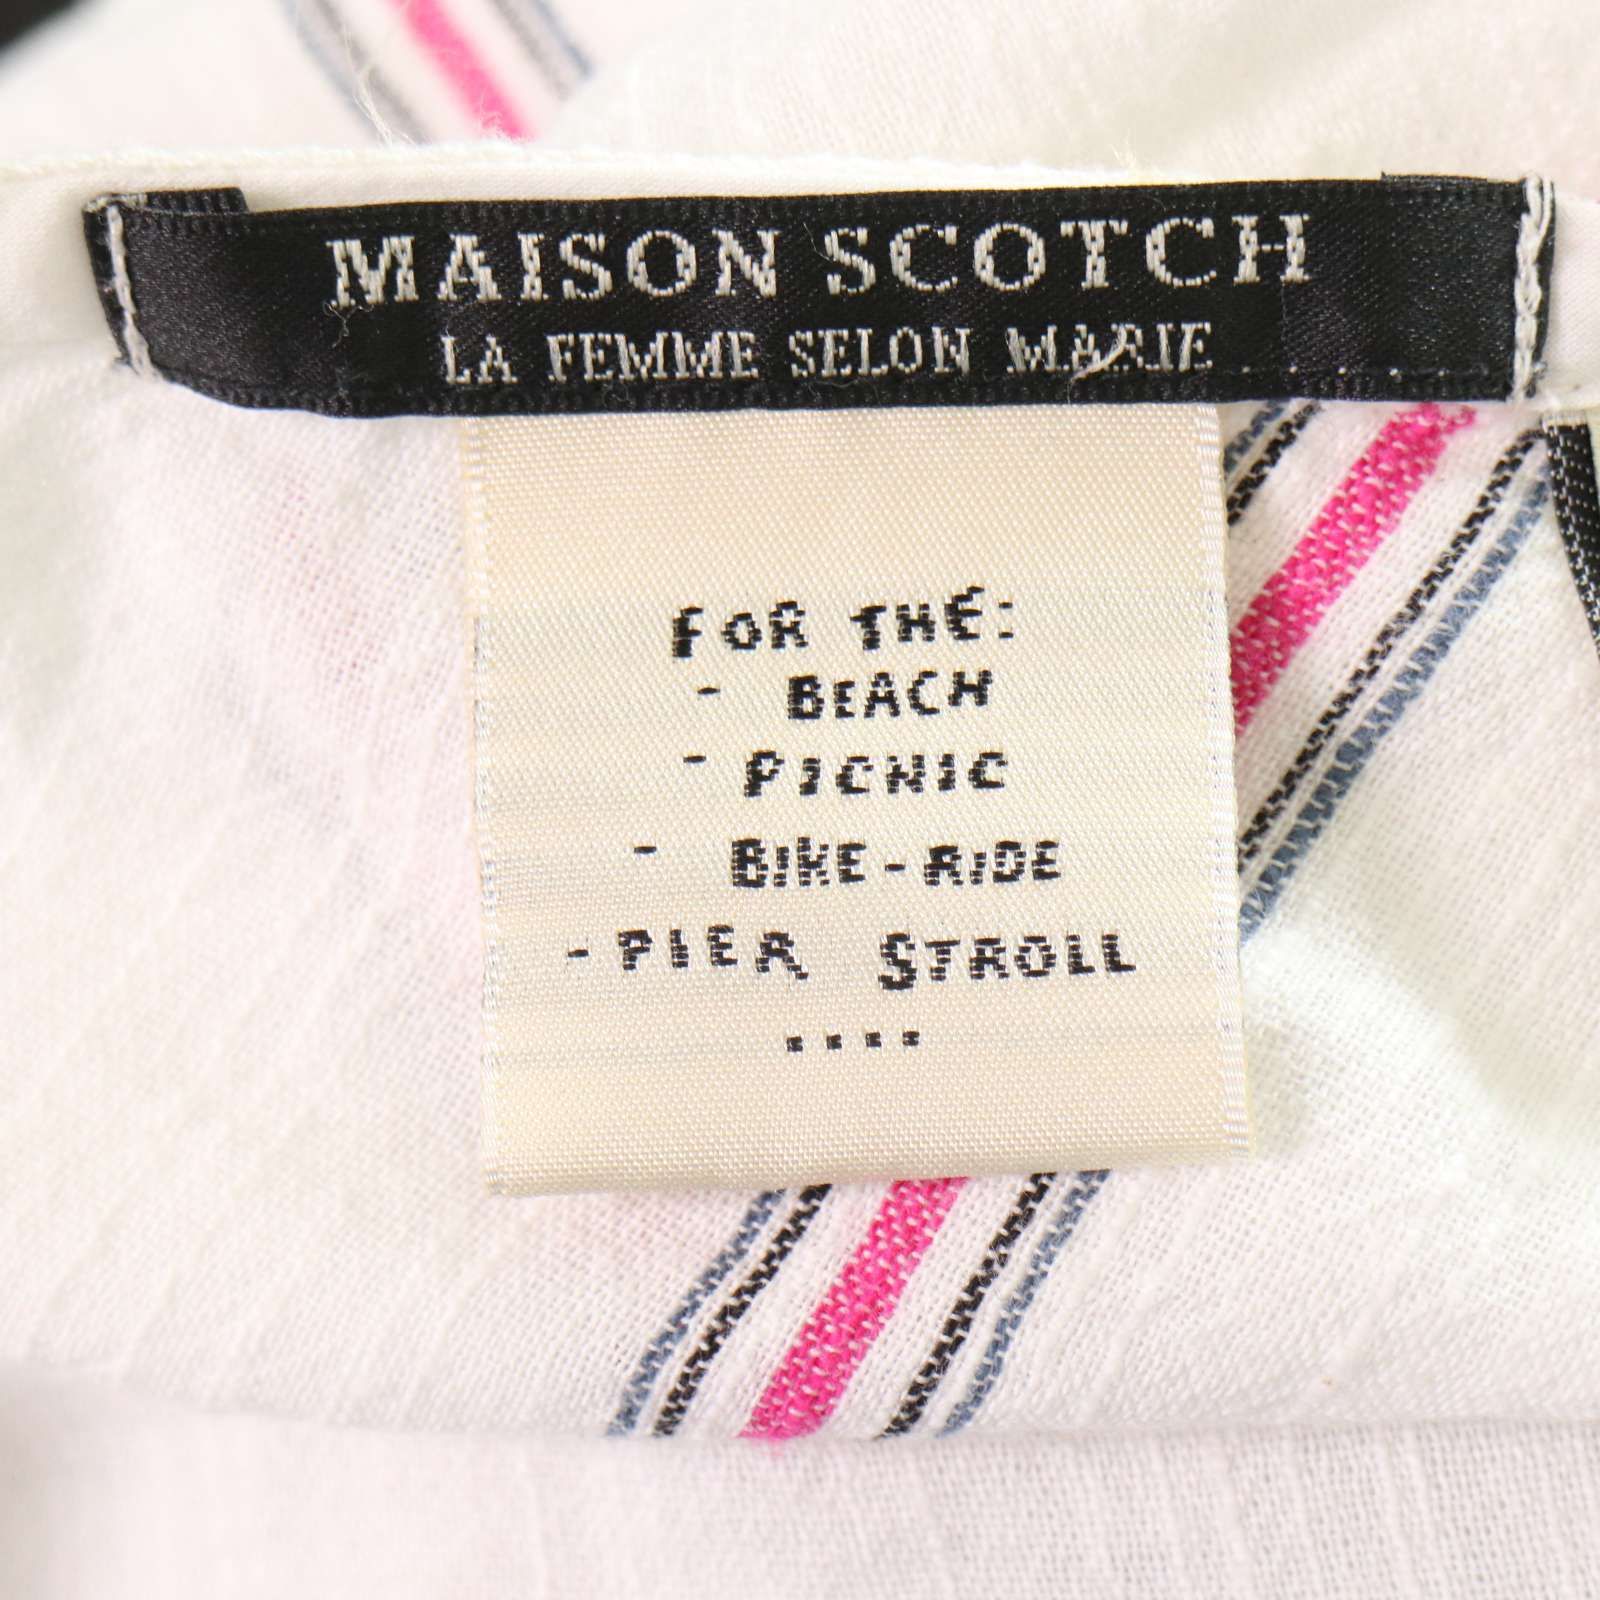 MAISON SCOTCH
LA FEMME SELON MARIE .......
FOR THE:
- BEACH
- PICNIC
- BIKE-RIDE
- PIER STROLL
....